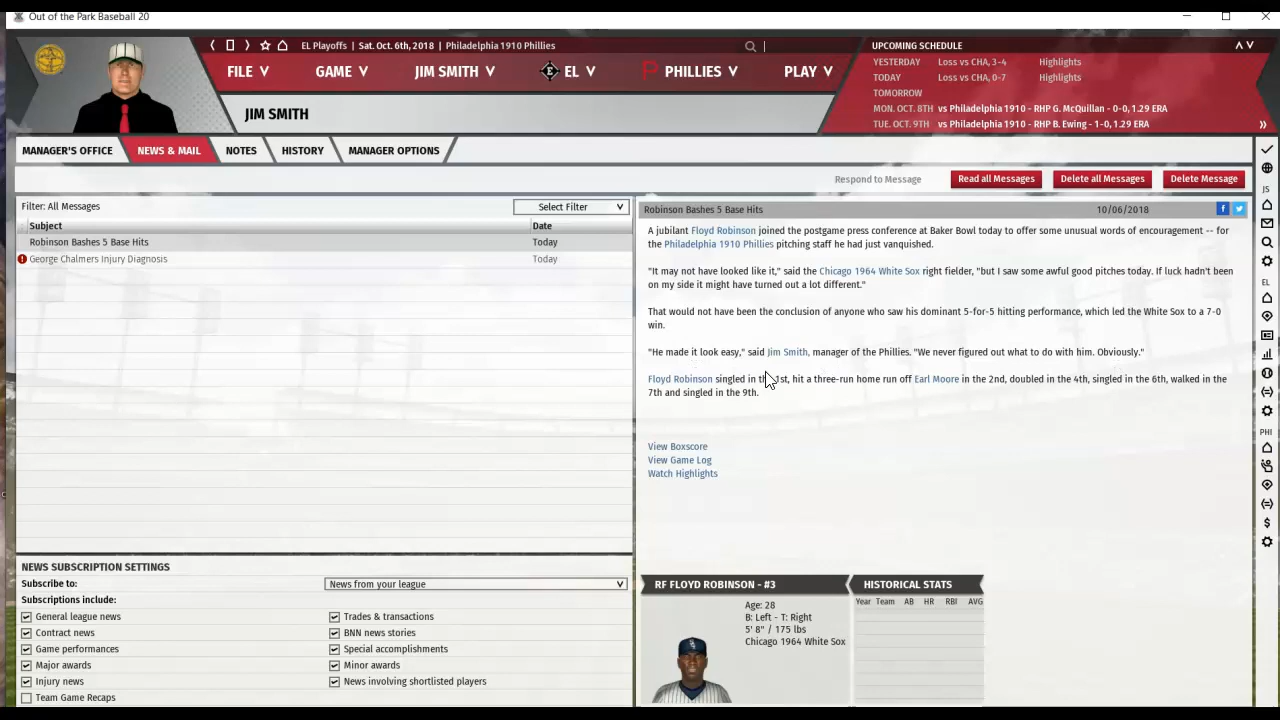 Out of the Park Baseball 20
EL Playoffs | Sat. Oct. 6th, 2018 | Philadelphia 1910 Phillies
FILE GAME JIM SMITH EL PHILLIES PLAY
JIM SMITH
UPCOMING SCHEDULE
YESTERDAY Loss vs CHA, 3-4 Highlights
TODAY Loss vs CHA, 0-7 Highlights
TOMORROW
MON. OCT. 8TH vs Philadelphia 1910 - RHP G. McQuillan - 0-0, 1.29 ERA
TUE. OCT. 9TH vs Philadelphia 1910 - RHP B. Ewing - 1-0, 1.29 ERA
MANAGER'S OFFICE NEWS & MAIL NOTES HISTORY MANAGER OPTIONS
Respond to Message Read all Messages Delete all Messages Delete Message
Filter: All Messages Select Filter
Subject Date
Robinson Bashes 5 Base Hits Today
George Chalmers Injury Diagnosis Today
Robinson Bashes 5 Base Hits 10/06/2018
A jubilant Floyd Robinson joined the postgame press conference at Baker Bowl today to offer some unusual words of encouragement -- for
the Philadelphia 1910 Phillies pitching staff he had just vanquished.
"It may not have looked like it," said the Chicago 1964 White Sox right fielder, "but I saw some awful good pitches today. If luck hadn't been
on my side it might have turned out a lot different."
That would not have been the conclusion of anyone who saw his dominant 5-for-5 hitting performance, which led the White Sox to a 7-0
win.
"He made it look easy," said Jim Smith, manager of the Phillies. "We never figured out what to do with him. Obviously."
Floyd Robinson singled in the 1st, hit a three-run home run off Earl Moore in the 2nd, doubled in the 4th, singled in the 6th, walked in the
7th and singled in the 9th.
View Boxscore
View Game Log
Watch Highlights
NEWS SUBSCRIPTION SETTINGS
Subscribe to: News from your league
Subscriptions include:
General league news Trades & transactions
Contract news BNN news stories
Game performances Special accomplishments
Major awards Minor awards
Injury news News involving shortlisted players
Team Game Recaps
RF FLOYD ROBINSON - #3
Age: 28
B: Left - T: Right
5' 8" / 175 lbs
Chicago 1964 White Sox
HISTORICAL STATS
Year Team AB HR RBI AVG
JS
EL
PHI